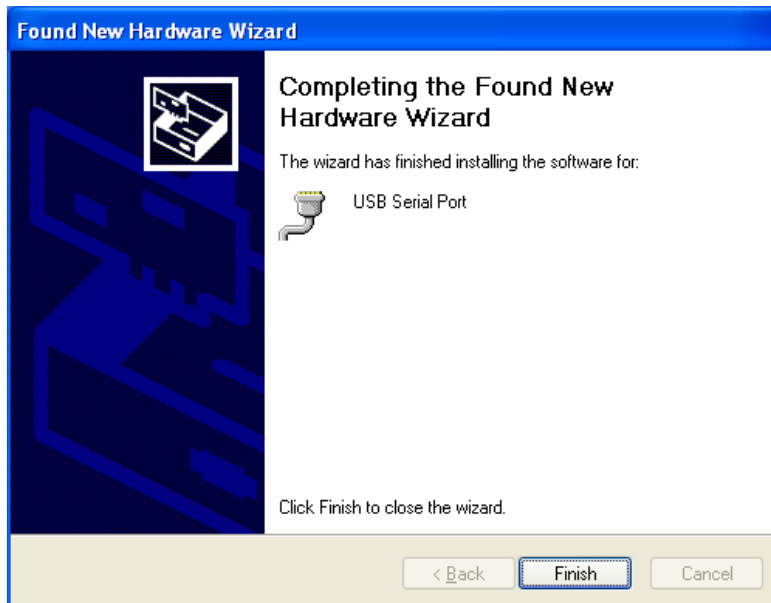 Found New Hardware Wizard
Completing the Found New
Hardware Wizard
The wizard has finished installing the software for:
USB Serial Port
Click Finish to close the wizard.
< Back
Finish
Cancel